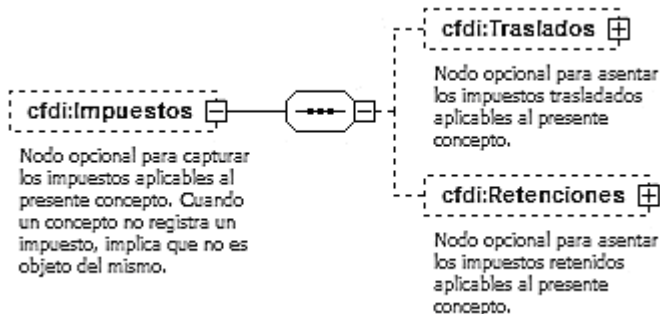 cfdi:Traslados
Nodo opcional para asentar
los impuestos trasladados
aplicables al presente
concepto.
cfdi:Impuestos
Nodo opcional para capturar
los impuestos aplicables al
presente concepto. Cuando
un concepto no registra un
impuesto, implica que no es
objeto del mismo.
cfdi:Retenciones
Nodo opcional para asentar
los impuestos retenidos
aplicables al presente
concepto.